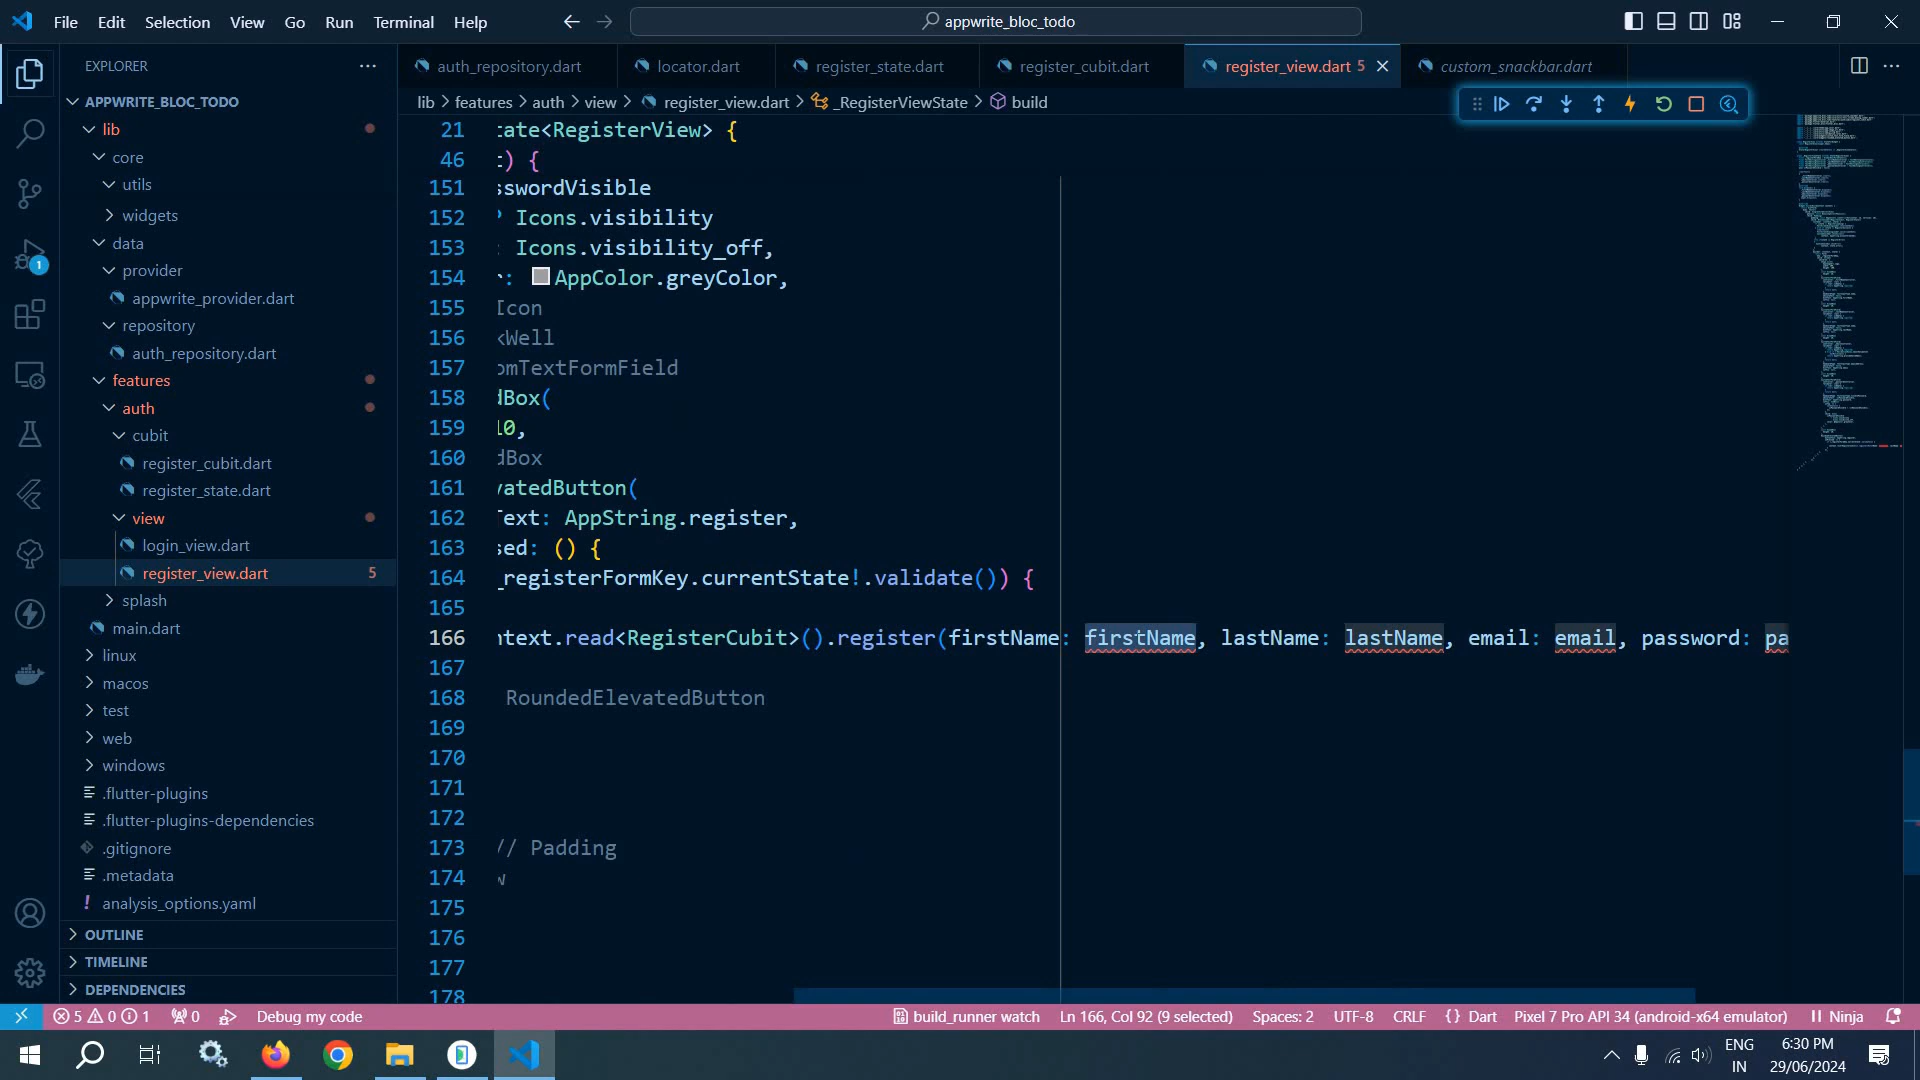 File Edit Selection View Go Run Terminal Help
appwrite_bloc_todo
EXPLORER
APPWRITE_BLOC_TODO
lib
core
utils
widgets
data
provider
appwrite_provider.dart
repository
auth_repository.dart
features
auth
cubit
register_cubit.dart
register_state.dart
view
login_view.dart
register_view.dart 5
splash
main.dart
linux
macos
test
web
windows
.flutter-plugins
.flutter-plugins-dependencies
.gitignore
.metadata
! analysis_options.yaml
OUTLINE
TIMELINE
DEPENDENCIES
1
auth_repository.dart locator.dart register_state.dart register_cubit.dart register_view.dart 5 custom_snackbar.dart
lib > features > auth > view > register_view.dart > _RegisterViewState > build
21 tate<RegisterView> {
46 t) {
151 sswordVisible
152 ? Icons.visibility
153 : Icons.visibility_off,
154 r: AppColor.greyColor,
155 Icon
156 kWell
157 omTextFormField
158 dBox(
159 10,
160 dBox
161 vatedButton(
162 Text: AppString.register,
163 sed: () {
164 _registerFormKey.currentState!.validate()) {
165
166 ntext.read<RegisterCubit>().register(firstName: firstName, lastName: lastName, email: email, password: pa
167
168 RoundedElevatedButton
169
170
171
172
173 // Padding
174 w
175
176
177
178
5 0 1 0 Debug my code build_runner watch Ln 166, Col 92 (9 selected) Spaces: 2 UTF-8 CRLF {} Dart Pixel 7 Pro API 34 (android-x64 emulator) Ninja
ENG
IN
6:30 PM
29/06/2024